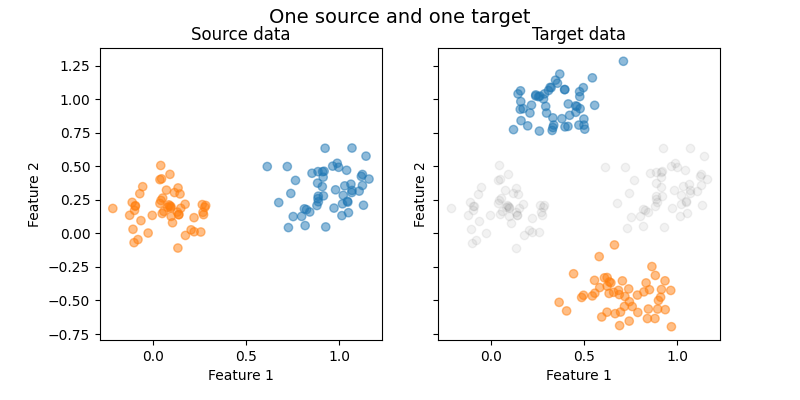 One source and one target
Source data
Target data
Feature 2
1.25
1.00
0.75
0.50
0.25
0.00
−0.25
−0.50
−0.75
0.0
0.5
1.0
Feature 1
Feature 2
0.0
0.5
1.0
Feature 1